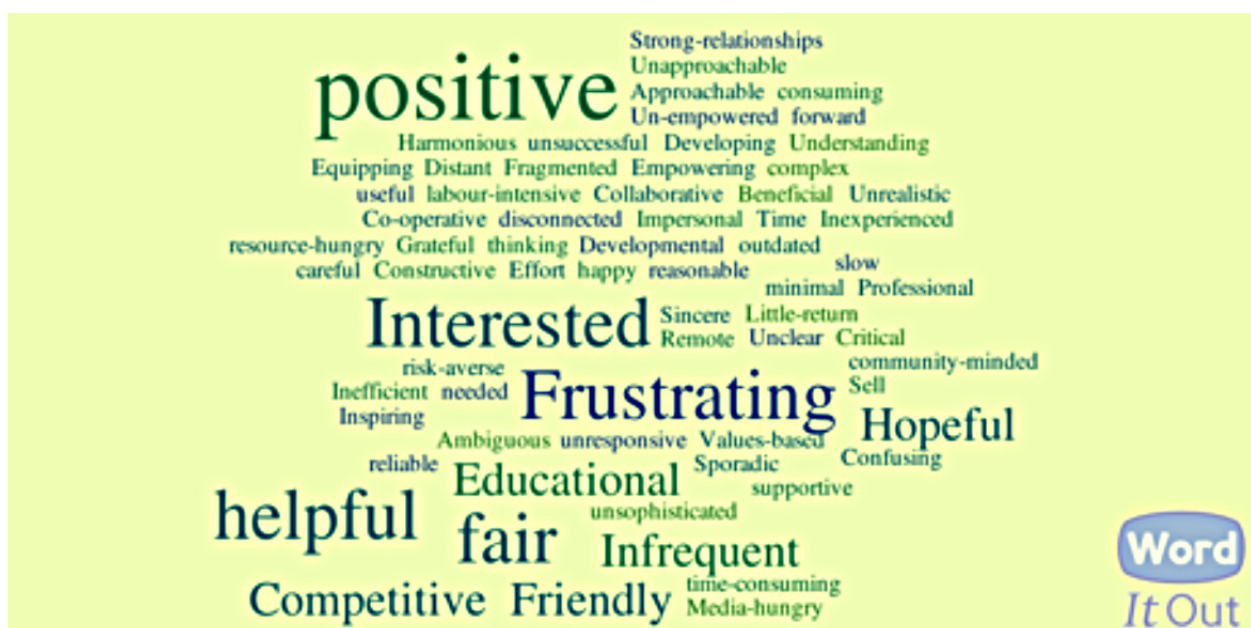 Strong-relationships
positive Unapproachable
Approachable consuming
Un-empowered forward
Harmonious unsuccessful Developing Understanding
Equipping Distant Fragmented Empowering complex
useful labour-intensive Collaborative Beneficial Unrealistic
Co-operative disconnected Impersonal Time Inexperienced
resource-hungry Grateful thinking Developmental outdated
careful Constructive Effort happy reasonable slow
minimal Professional
Interested Sincere Little-return
Remote Unclear Critical
risk-averse community-minded
Inefficient needed Frustrating Sell
Inspiring Hopeful
Ambiguous unresponsive Values-based
reliable Educational Sporadic Confusing
supportive
helpful fair unsophisticated
Infrequent
Competitive Friendly time-consuming
Media-hungry
Word
It Out